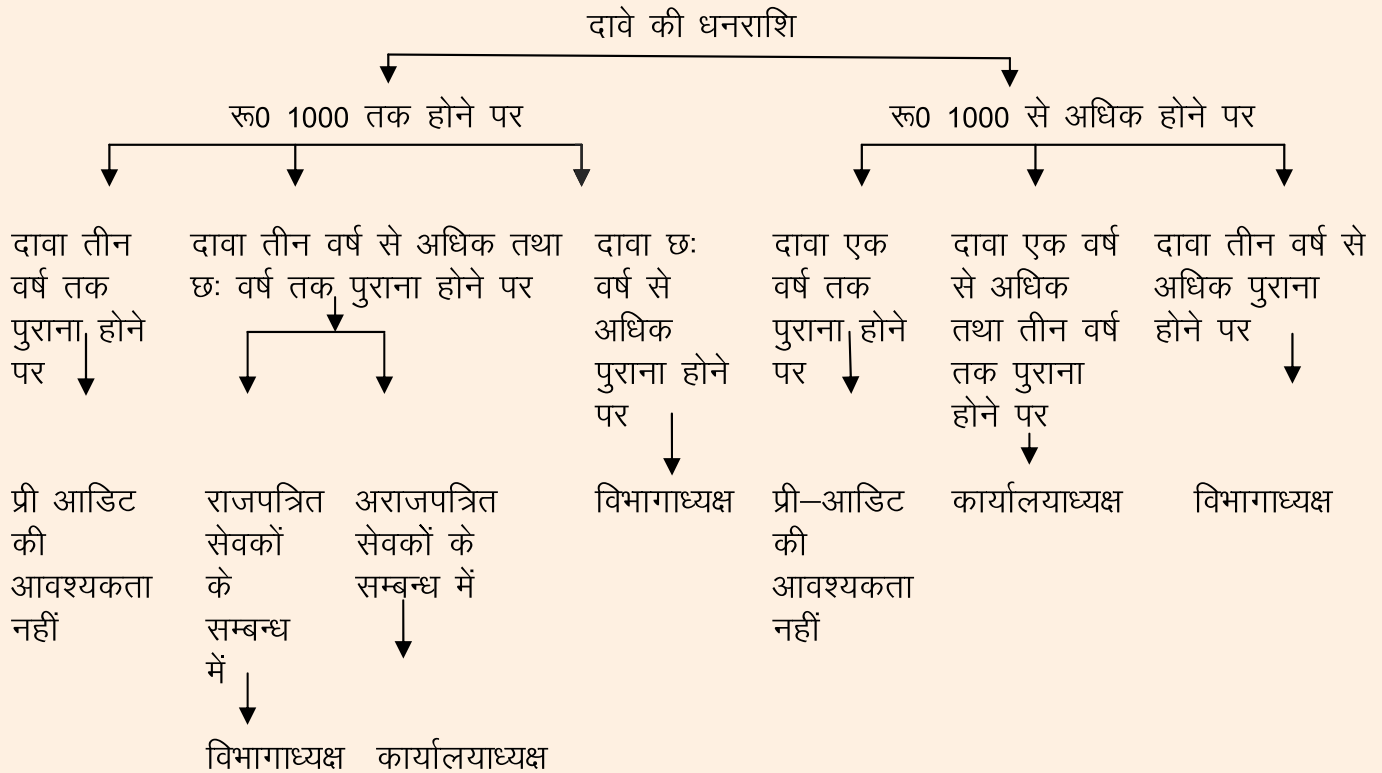 दावे की धनराशि
रू0 1000 तक होने पर
रू0 1000 से अधिक होने पर
दावा तीन
वर्ष तक
पुराना होने
पर
दावा तीन वर्ष से अधिक तथा
छः वर्ष तक पुराना होने पर
दावा छः
वर्ष से
अधिक
पुराना होने
पर
दावा एक
वर्ष तक
पुराना होने
पर
दावा एक वर्ष
से अधिक
तथा तीन वर्ष
तक पुराना
होने पर
दावा तीन वर्ष से
अधिक पुराना
होने पर
प्री आडिट
की
आवश्यकता
नहीं
राजपत्रित
सेवकों
के
सम्बन्ध
में
अराजपत्रित
सेवकों के
सम्बन्ध में
विभागाध्यक्ष
प्री–आडिट
की
आवश्यकता
नहीं
कार्यालयाध्यक्ष
विभागाध्यक्ष
विभागाध्यक्ष
कार्यालयाध्यक्ष